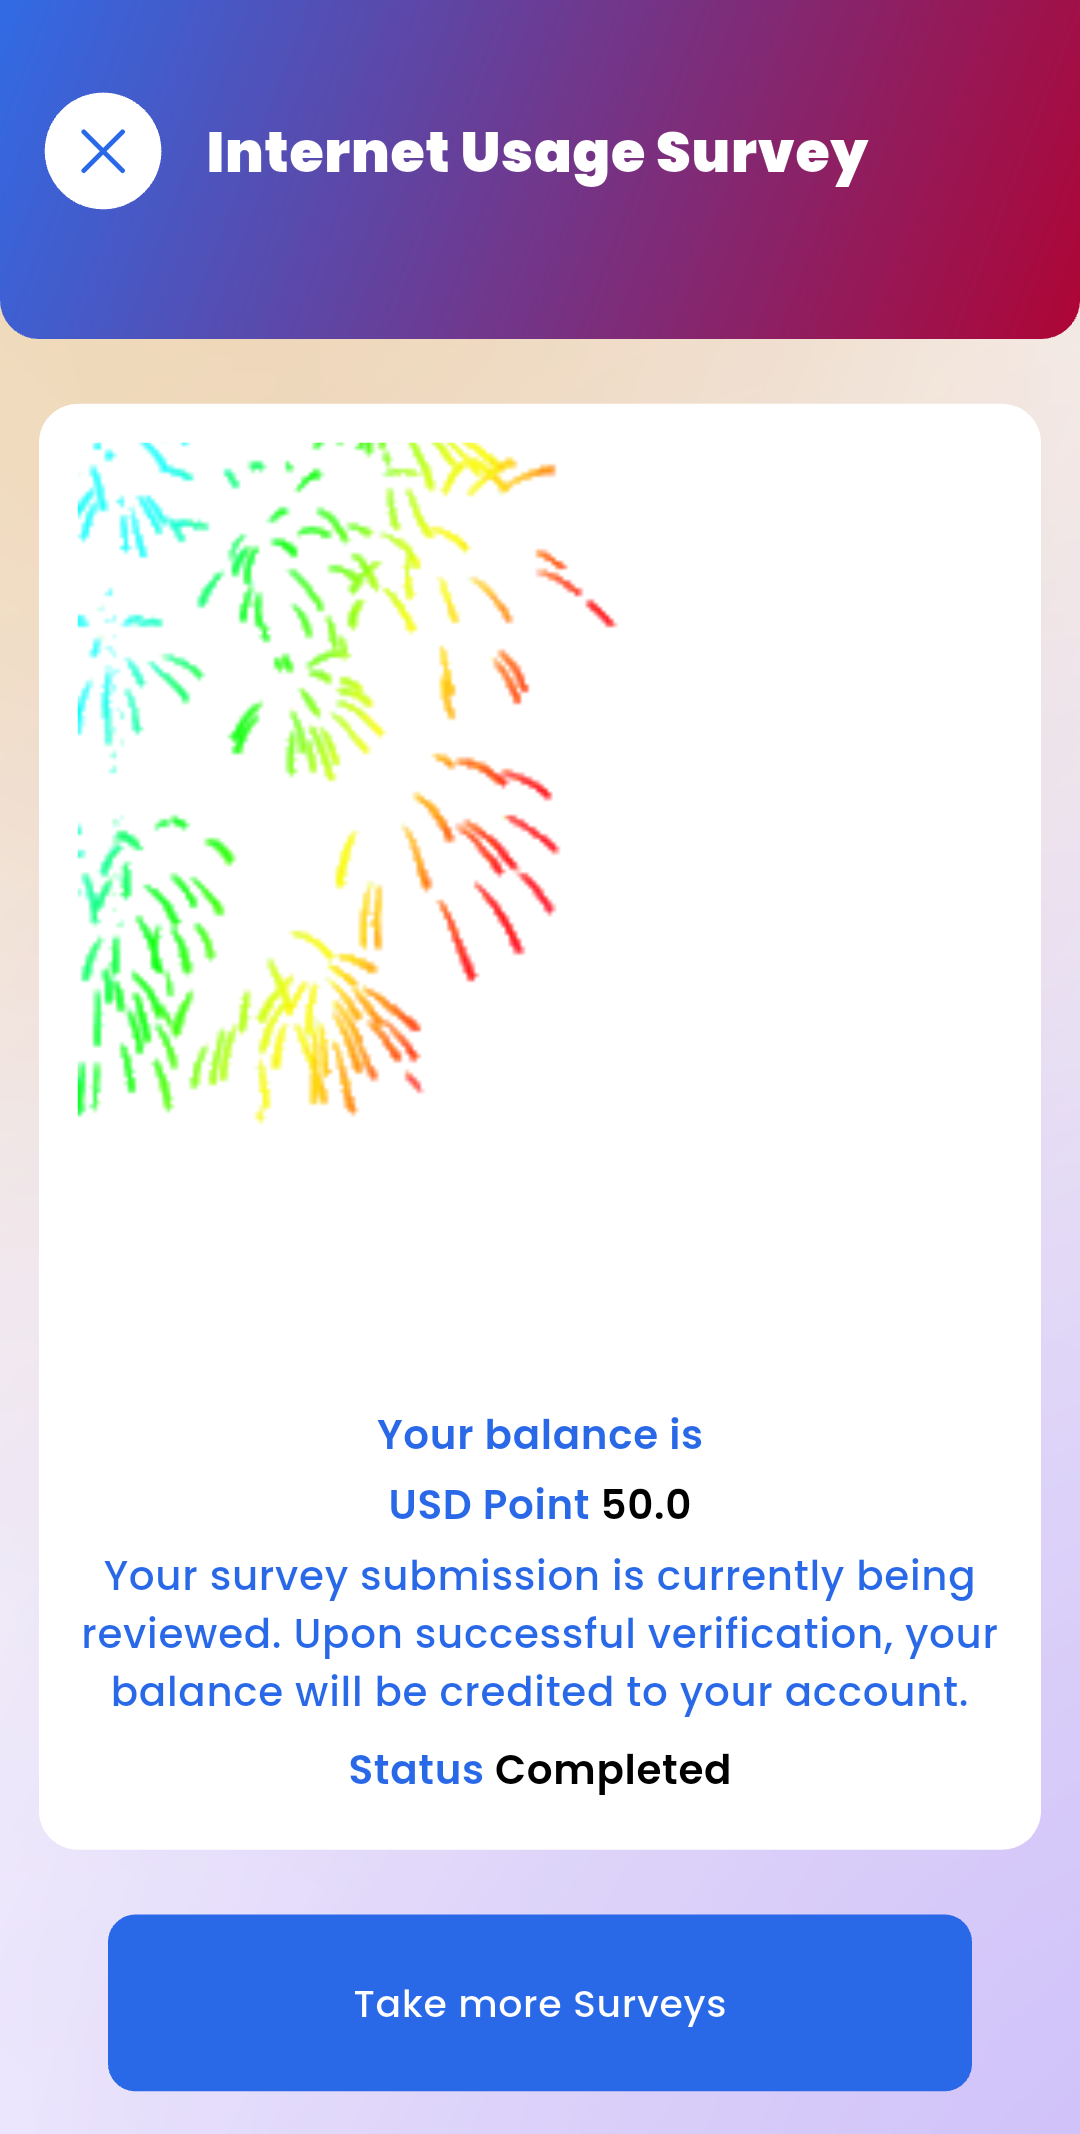 Internet Usage Survey
Your balance is
USD Point 50.0
Your survey submission is currently being
reviewed. Upon successful verification, your
balance will be credited to your account.
Status Completed
Take more Surveys